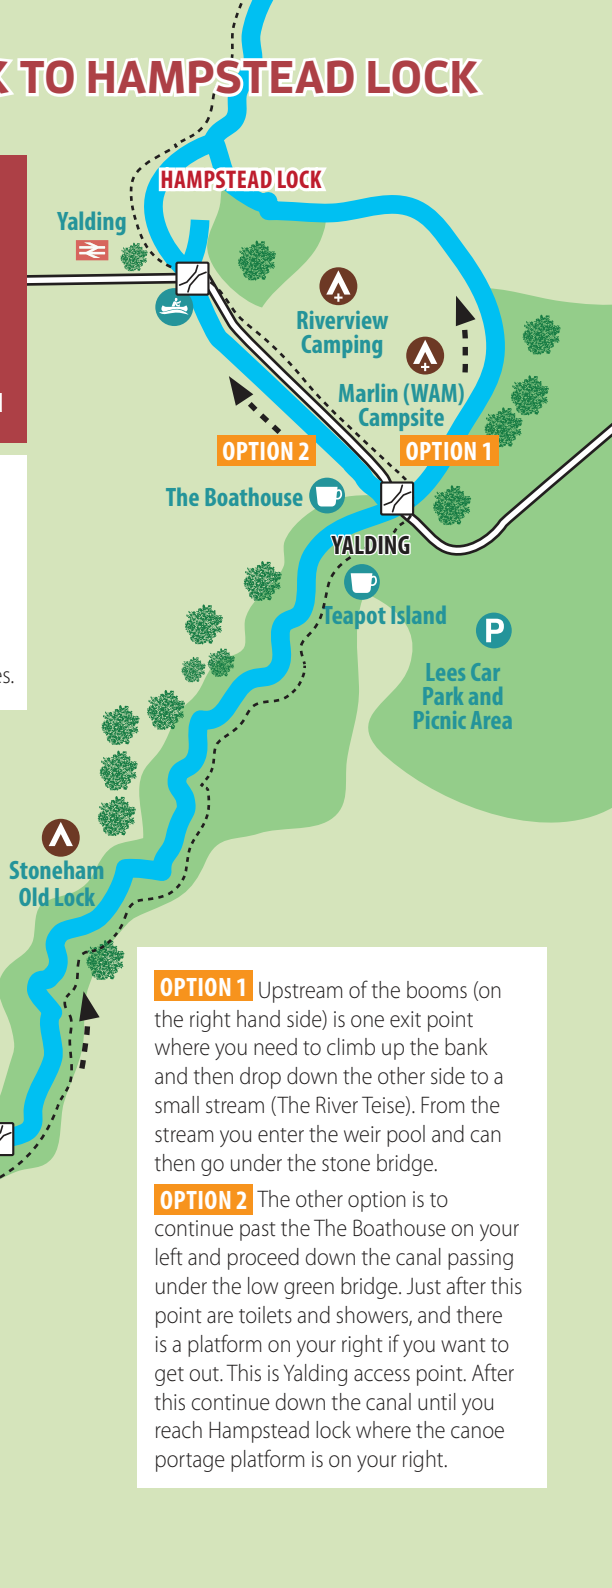 K TO HAMPSTEAD LOCK
HAMPSTEAD LOCK
Yalding
Riverview
Camping
Marlin (WAM)
Campsite
OPTION 2
OPTION 1
The Boathouse
YALDING
Teapot Island
P
Lees Car
Park and
Picnic Area
es.
Stoneham
Old Lock
OPTION 1 Upstream of the booms (on
the right hand side) is one exit point
where you need to climb up the bank
and then drop down the other side to a
small stream (The River Teise). From the
stream you enter the weir pool and can
then go under the stone bridge.
OPTION 2 The other option is to
continue past the The Boathouse on your
left and proceed down the canal passing
under the low green bridge. Just after this
point are toilets and showers, and there
is a platform on your right if you want to
get out. This is Yalding access point. After
this continue down the canal until you
reach Hampstead lock where the canoe
portage platform is on your right.